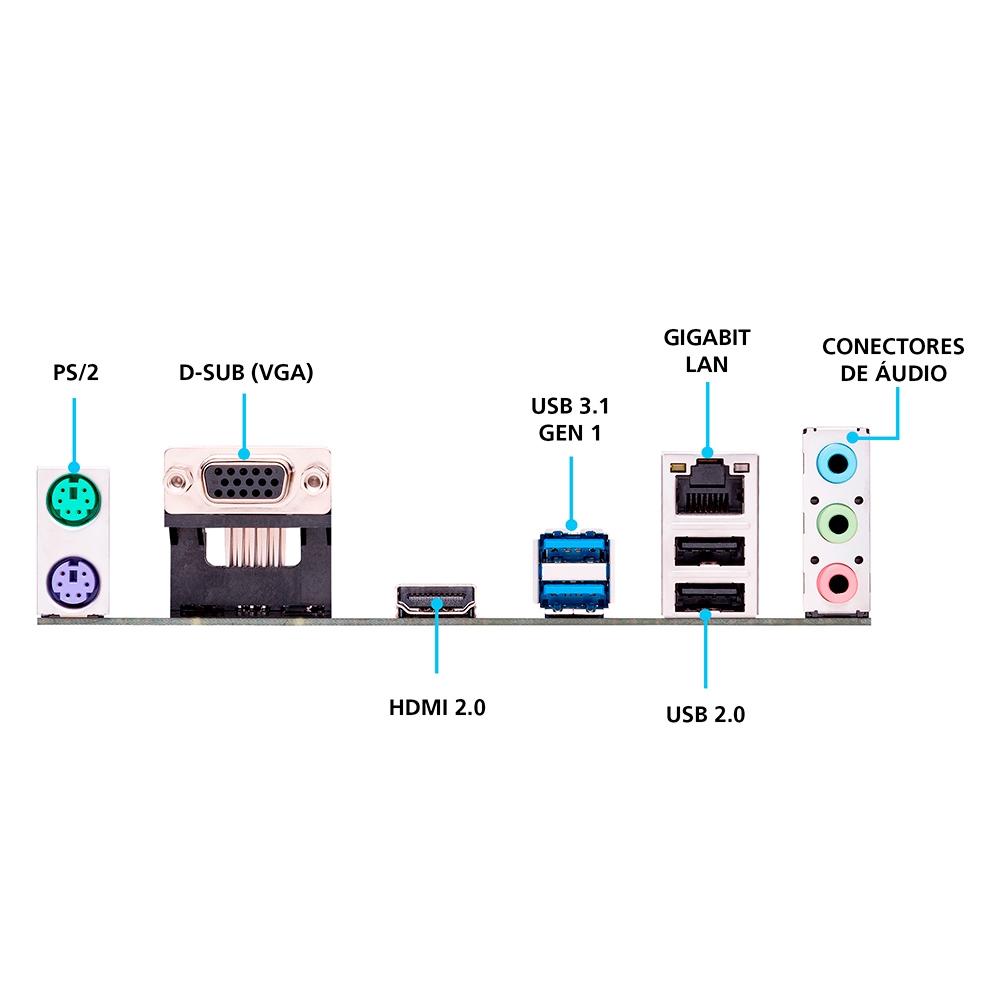 PS/2
D-SUB (VGA)
USB 3.1
GEN 1
GIGABIT
LAN
CONECTORES
DE ÁUDIO
HDMI 2.0
USB 2.0